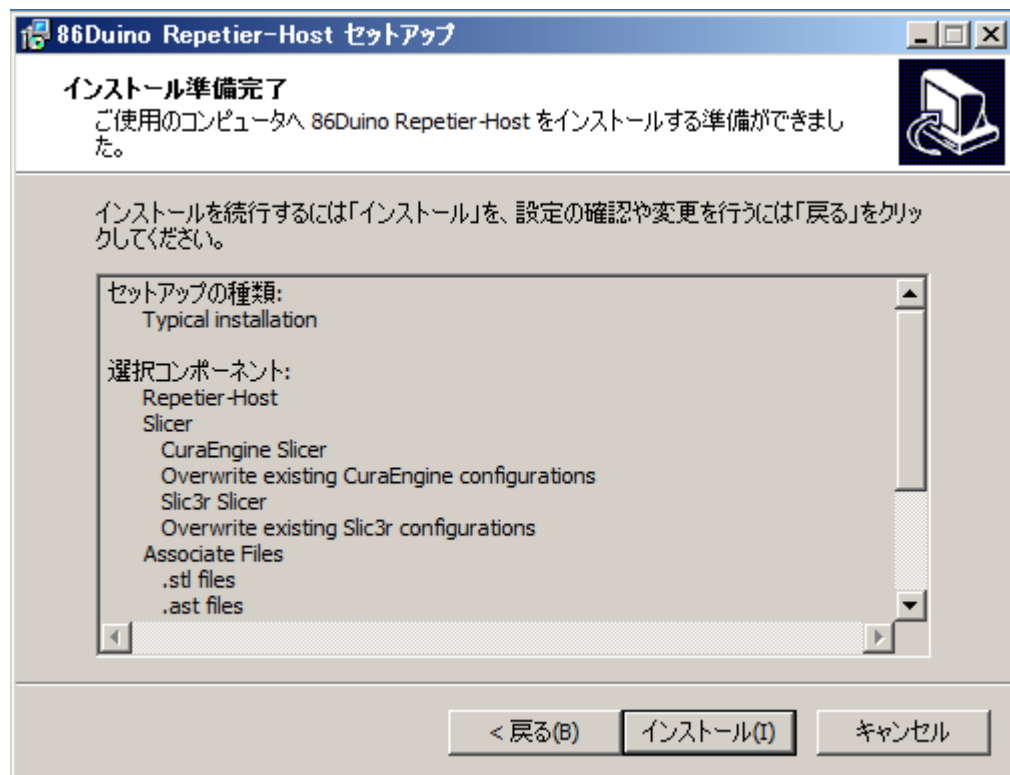 86Duino Repetier-Host セットアップ
インストール準備完了
ご使用のコンピュータへ 86Duino Repetier-Host をインストールする準備ができまし
た。
インストールを続行するには「インストール」を、設定の確認や変更を行うには「戻る」をクリッ
クしてください。
セットアップの種類:
Typical installation
選択コンポーネント:
Repetier-Host
Slicer
CuraEngine Slicer
Overwrite existing CuraEngine configurations
Slic3r Slicer
Overwrite existing Slic3r configurations
Associate Files
.stl files
.ast files
< 戻る(B) インストール(I) キャンセル